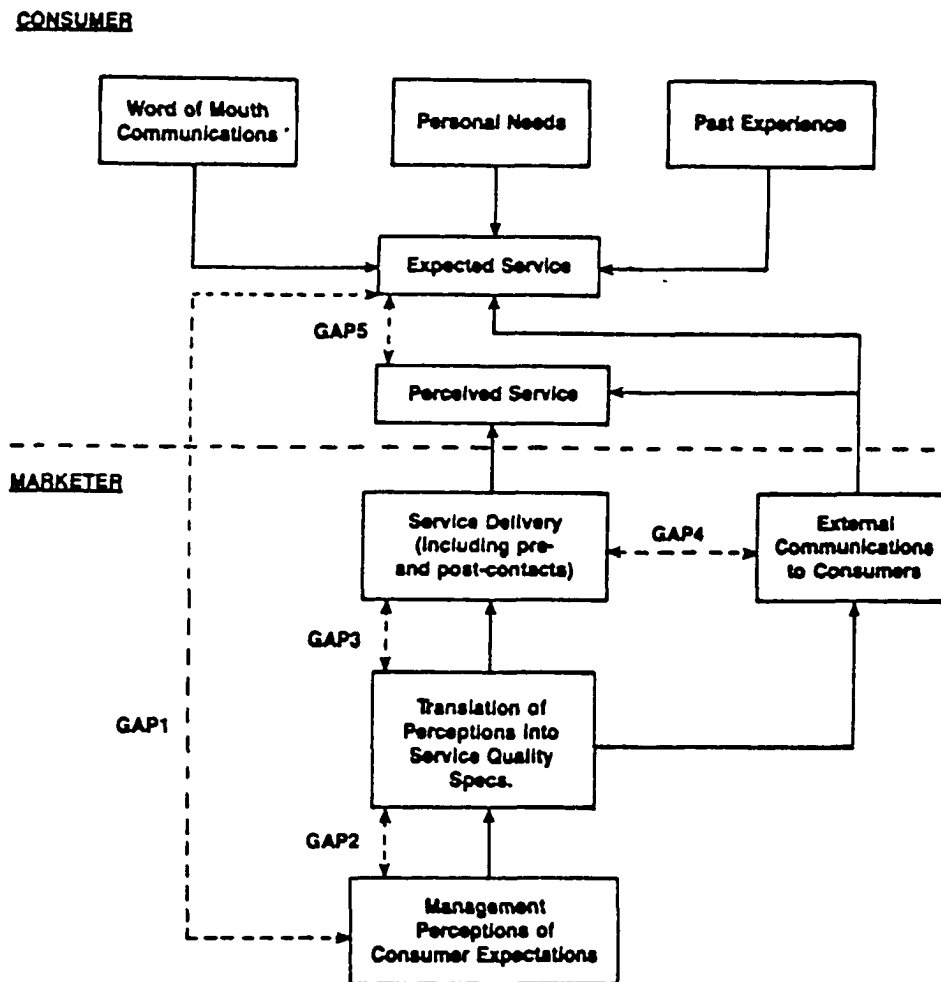 CONSUMER
Word of Mouth
Communications
Personal Needs
Past Experience
Expected Service
GAP5
Perceived Service
MARKETER
Service Delivery
(including pre-
and post-contacts)
GAP4
External
Communications
to Consumers
GAP3
GAP1
Translation of
Perceptions into
Service Quality
Specs.
GAP2
Management
Perceptions of
Consumer Expectations